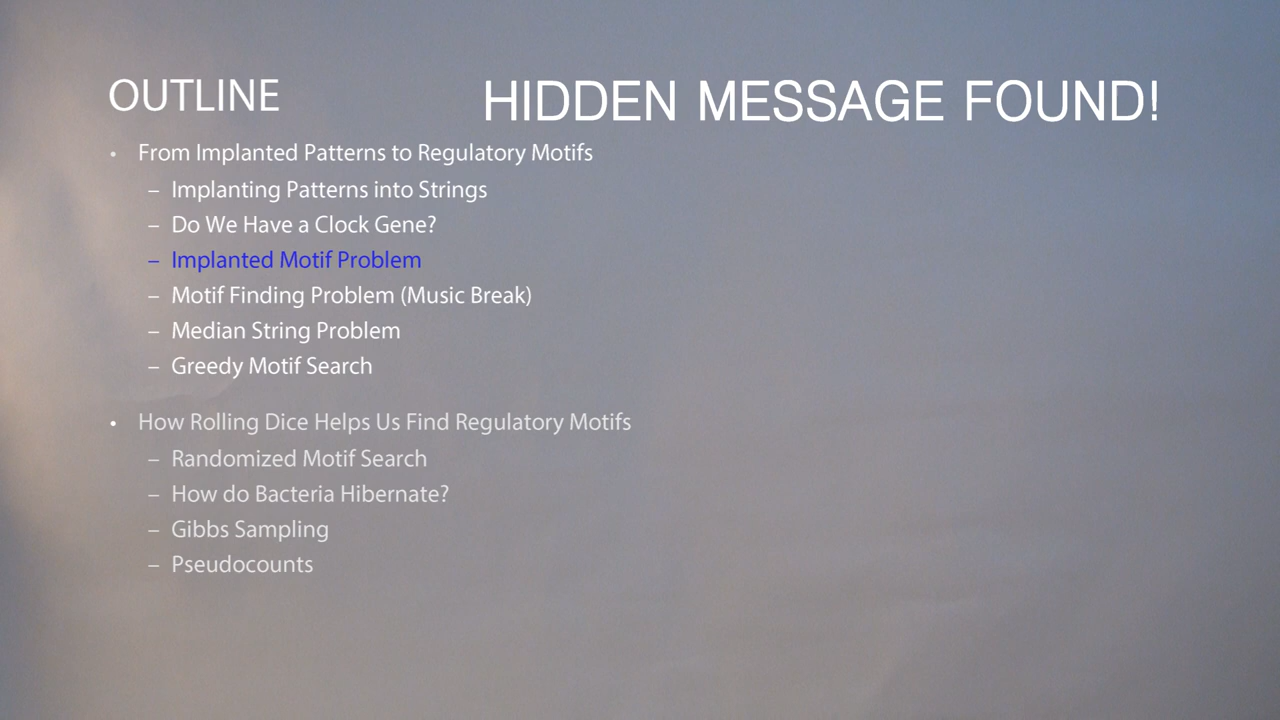 OUTLINE
HIDDEN MESSAGE FOUND!
• From Implanted Patterns to Regulatory Motifs
– Implanting Patterns into Strings
– Do We Have a Clock Gene?
– Implanted Motif Problem
– Motif Finding Problem (Music Break)
– Median String Problem
– Greedy Motif Search
• How Rolling Dice Helps Us Find Regulatory Motifs
– Randomized Motif Search
– How do Bacteria Hibernate?
– Gibbs Sampling
– Pseudocounts